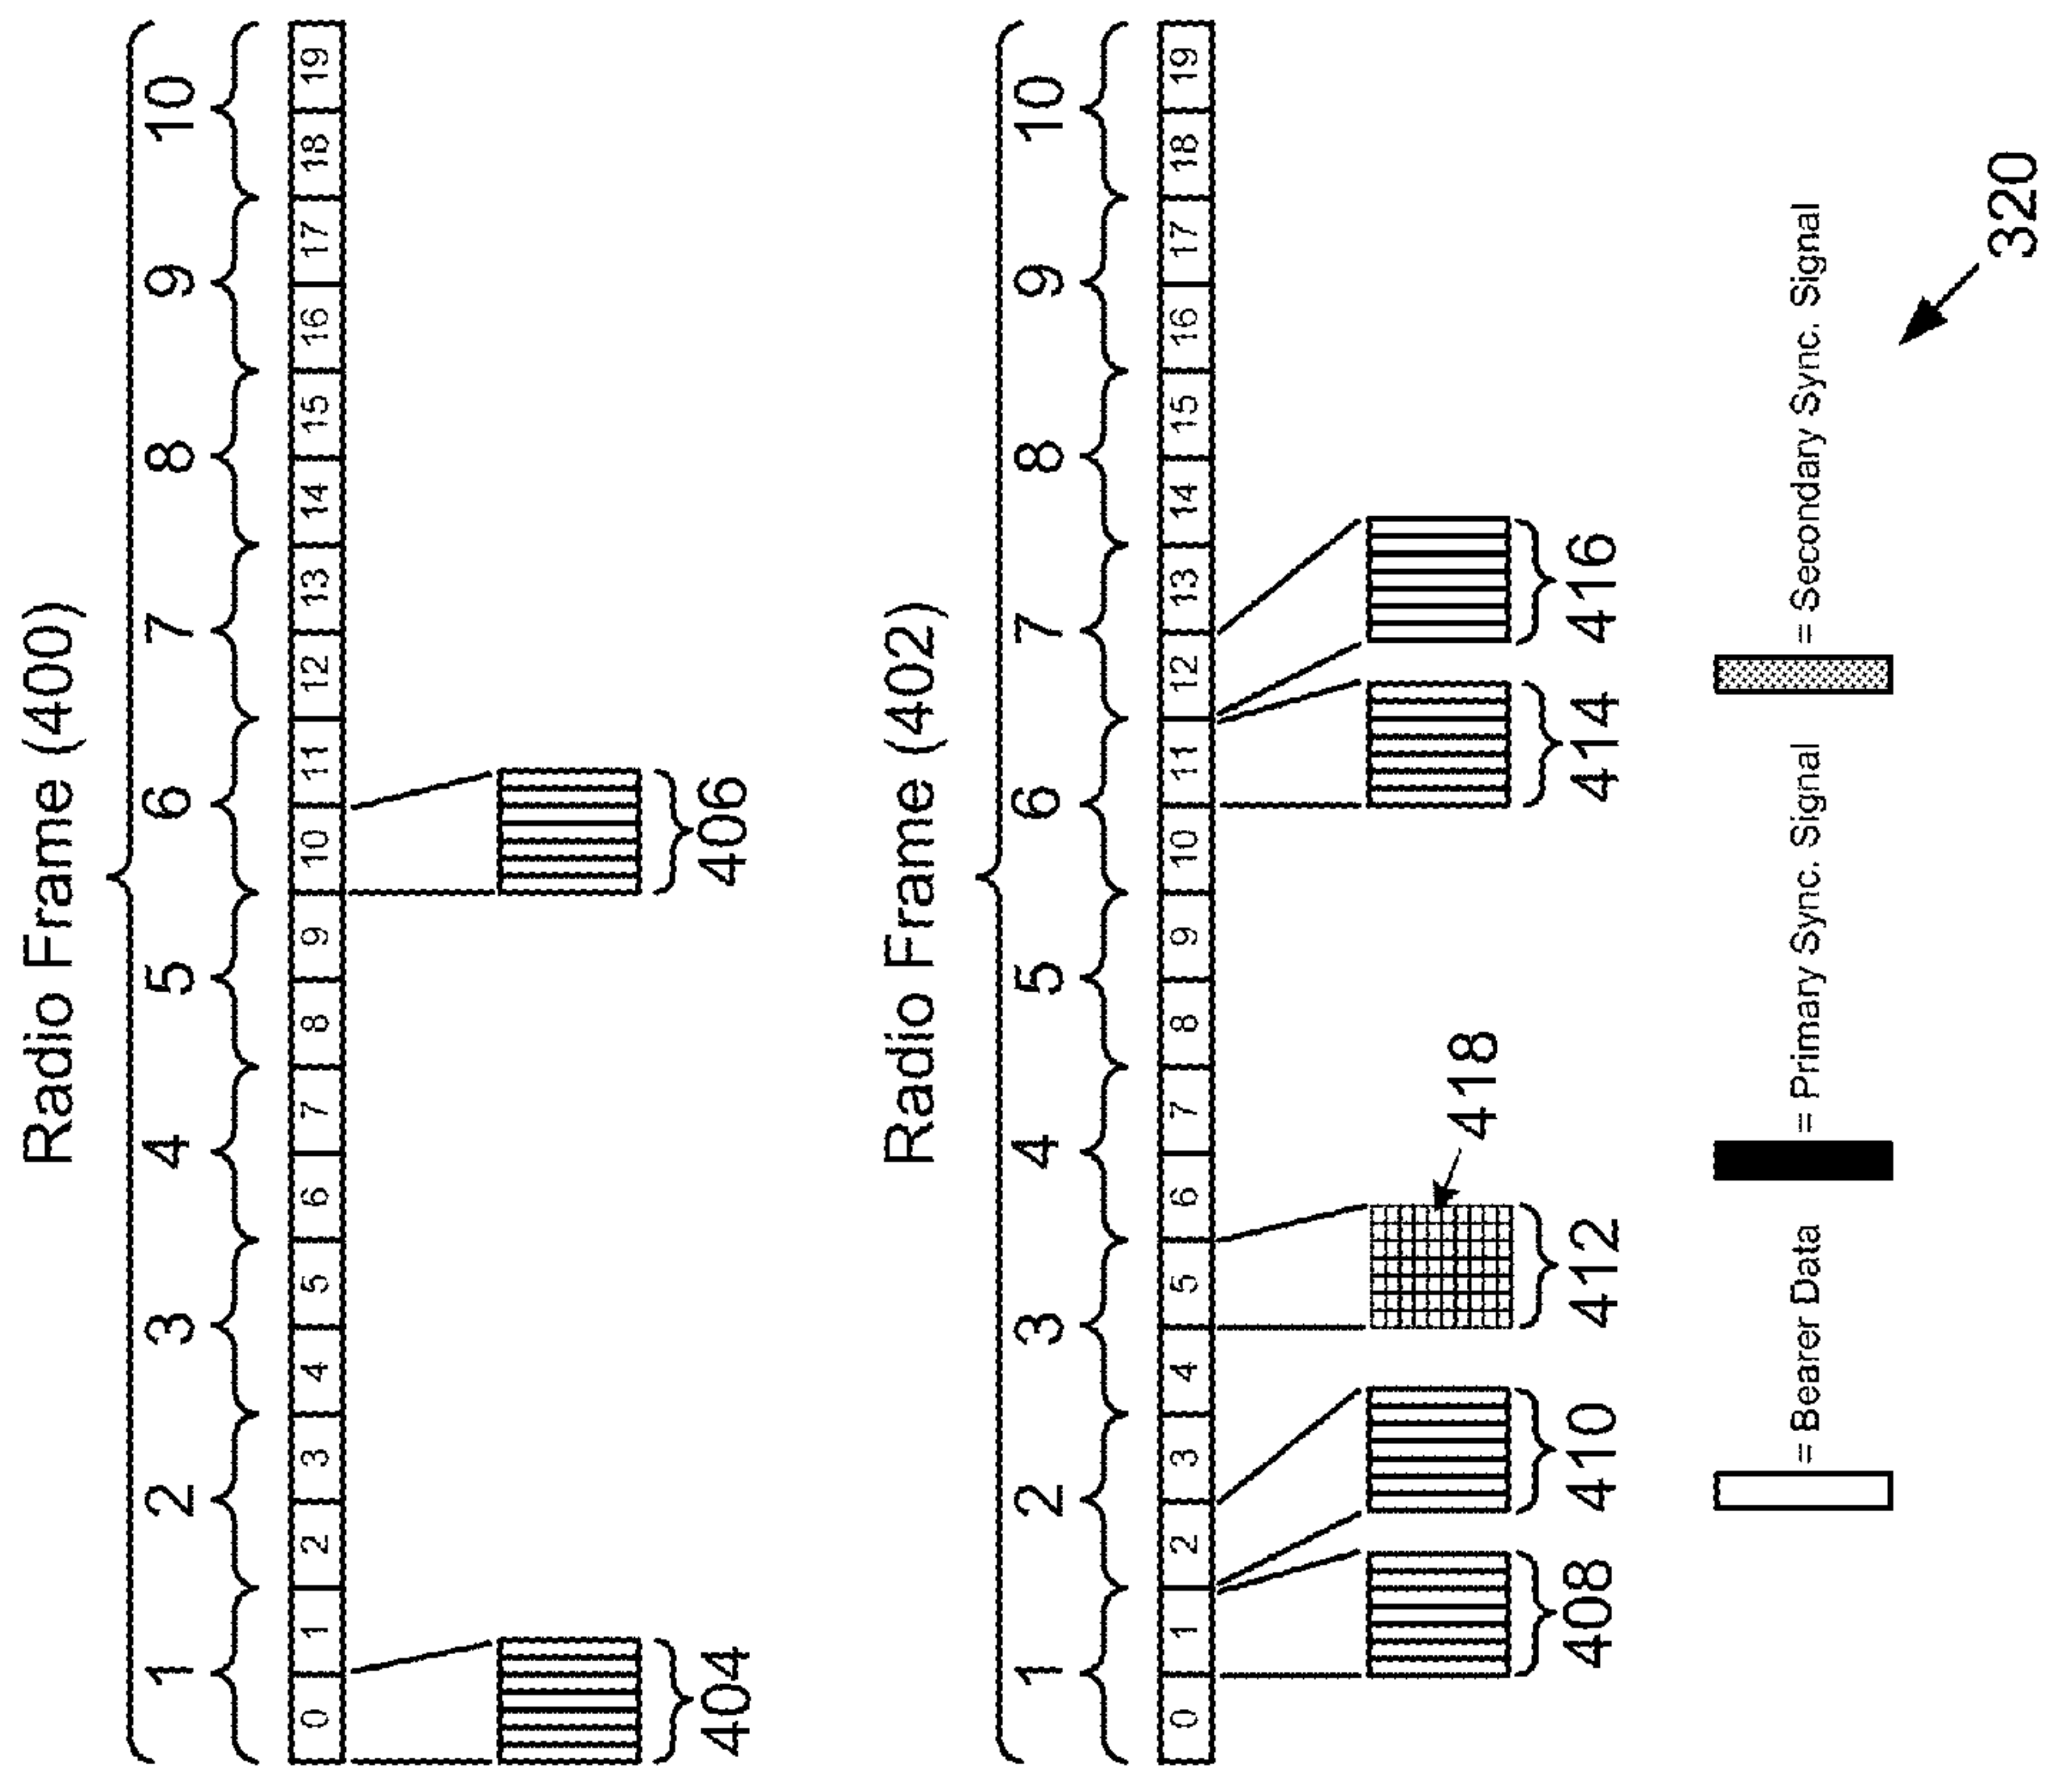 Radio Frame (400)
1 2 3 4 5 6 7 8 9 10
0 1 2 3 4 5 6 7 8 9 10 11 12 13 14 15 16 17 18 19
404 406
Radio Frame (402)
1 2 3 4 5 6 7 8 9 10
0 1 2 3 4 5 6 7 8 9 10 11 12 13 14 15 16 17 18 19
418
408 410 412 414 416
= Bearer Data = Primary Sync. Signal = Secondary Sync. Signal
320